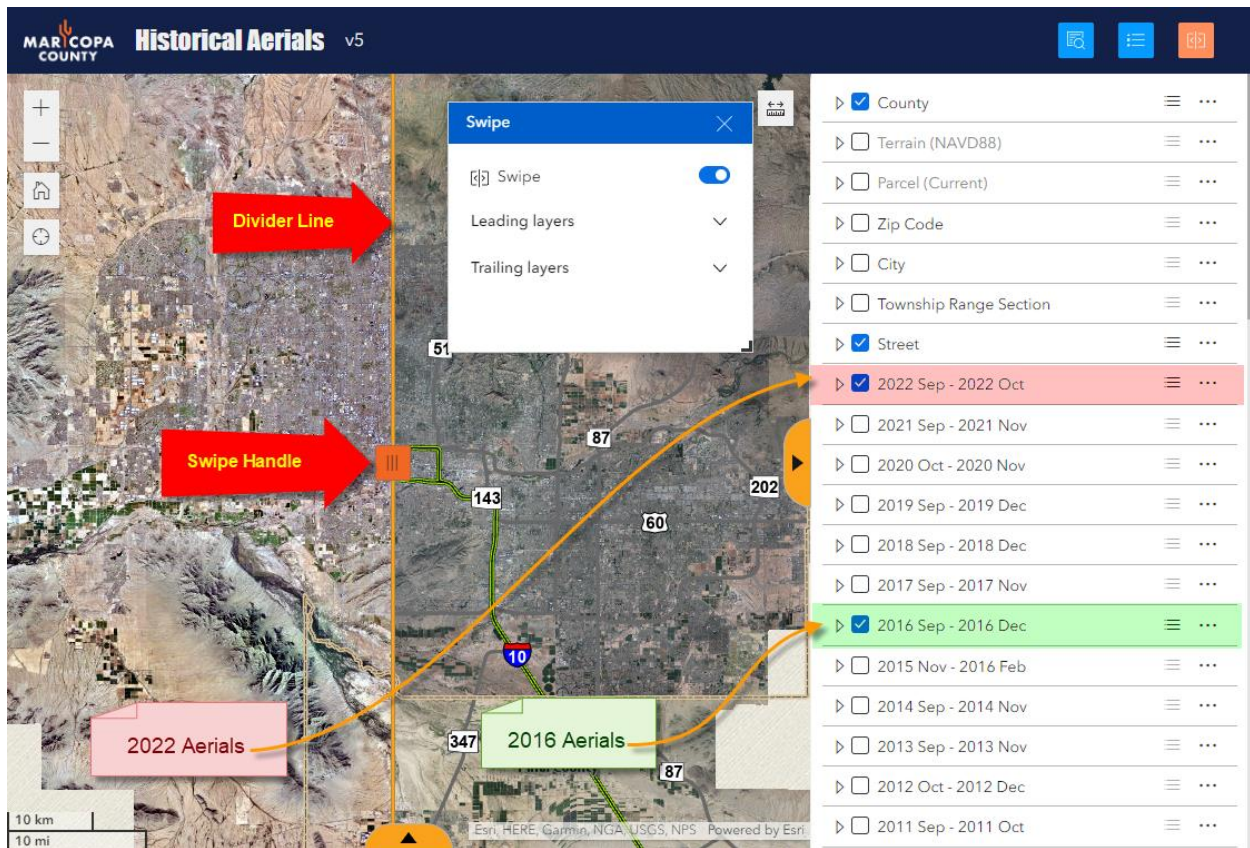 MARICOPA
COUNTY
Historical Aerials v5
Swipe
Swipe
Leading layers
Trailing layers
Divider Line
Swipe Handle
51
87
202
143
60
10
347
87
2022 Aerials
2016 Aerials
10 km
10 mi
Esri, HERE, Garmin, NGA, USGS, NPS Powered by Esri
County
Terrain (NAVD88)
Parcel (Current)
Zip Code
City
Township Range Section
Street
2022 Sep - 2022 Oct
2021 Sep - 2021 Nov
2020 Oct - 2020 Nov
2019 Sep - 2019 Dec
2018 Sep - 2018 Dec
2017 Sep - 2017 Nov
2016 Sep - 2016 Dec
2015 Nov - 2016 Feb
2014 Sep - 2014 Nov
2013 Sep - 2013 Nov
2012 Oct - 2012 Dec
2011 Sep - 2011 Oct